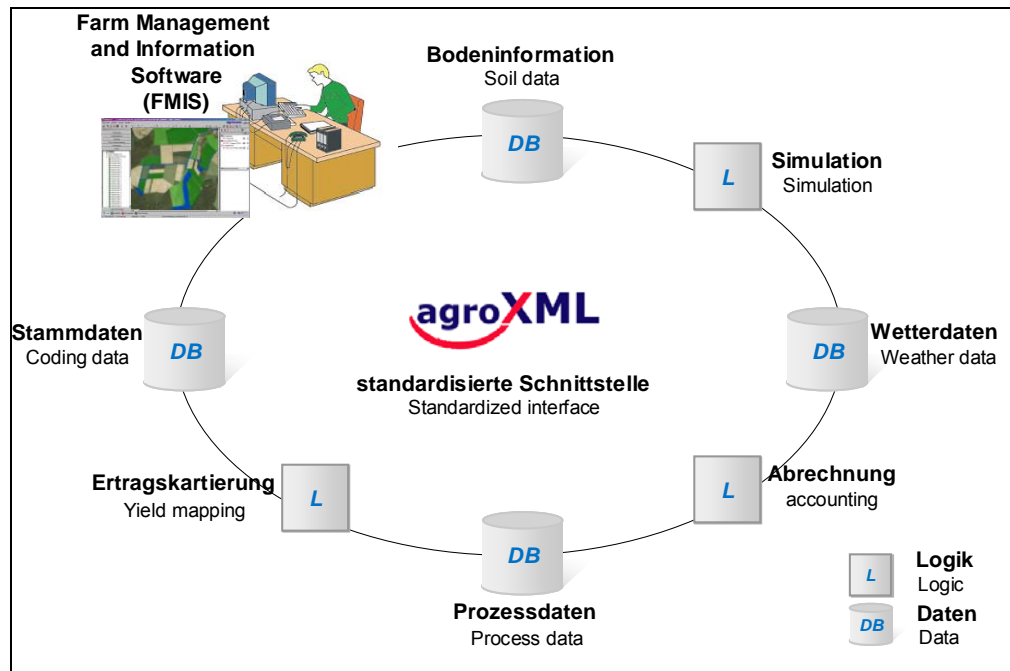 Farm Management
and Information
Software
(FMIS)
Bodeninformation
Soil data
DB
L
Simulation
Simulation
Stammdaten
Coding data
DB
agroXML
standardisierte Schnittstelle
Standardized interface
DB
Wetterdaten
Weather data
Ertragskartierung
Yield mapping
L
L
Abrechnung
accounting
DB
Prozessdaten
Process data
L
Logik
Logic
DB
Daten
Data